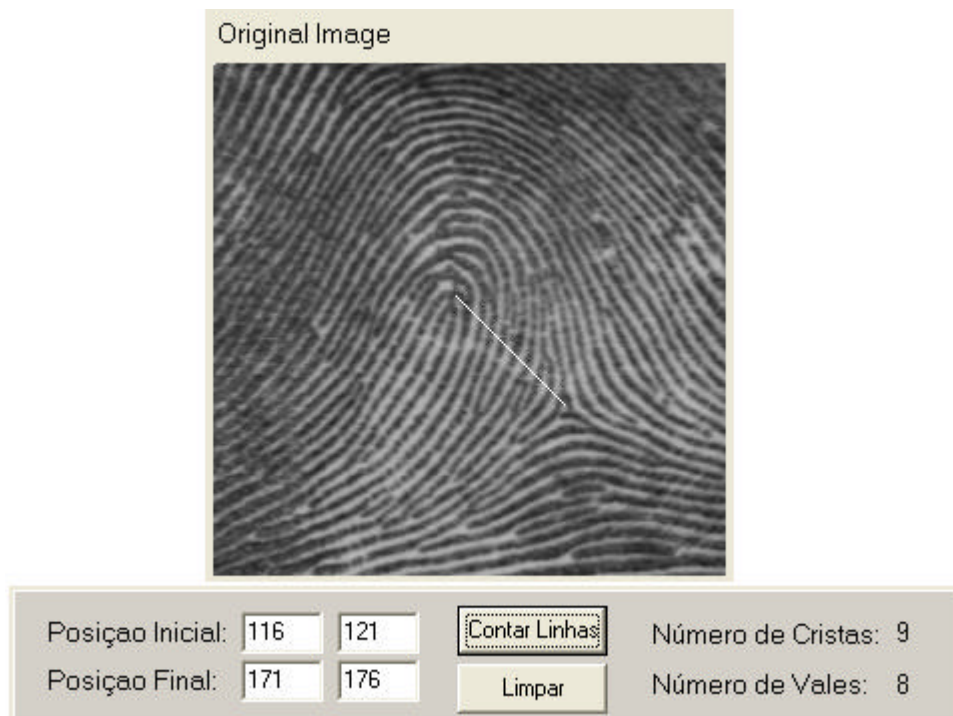 Original Image
Posiçao Inicial: 116 121 Contar Linhas Número de Cristas: 9
Posiçao Final: 171 176 Limpar Número de Vales: 8